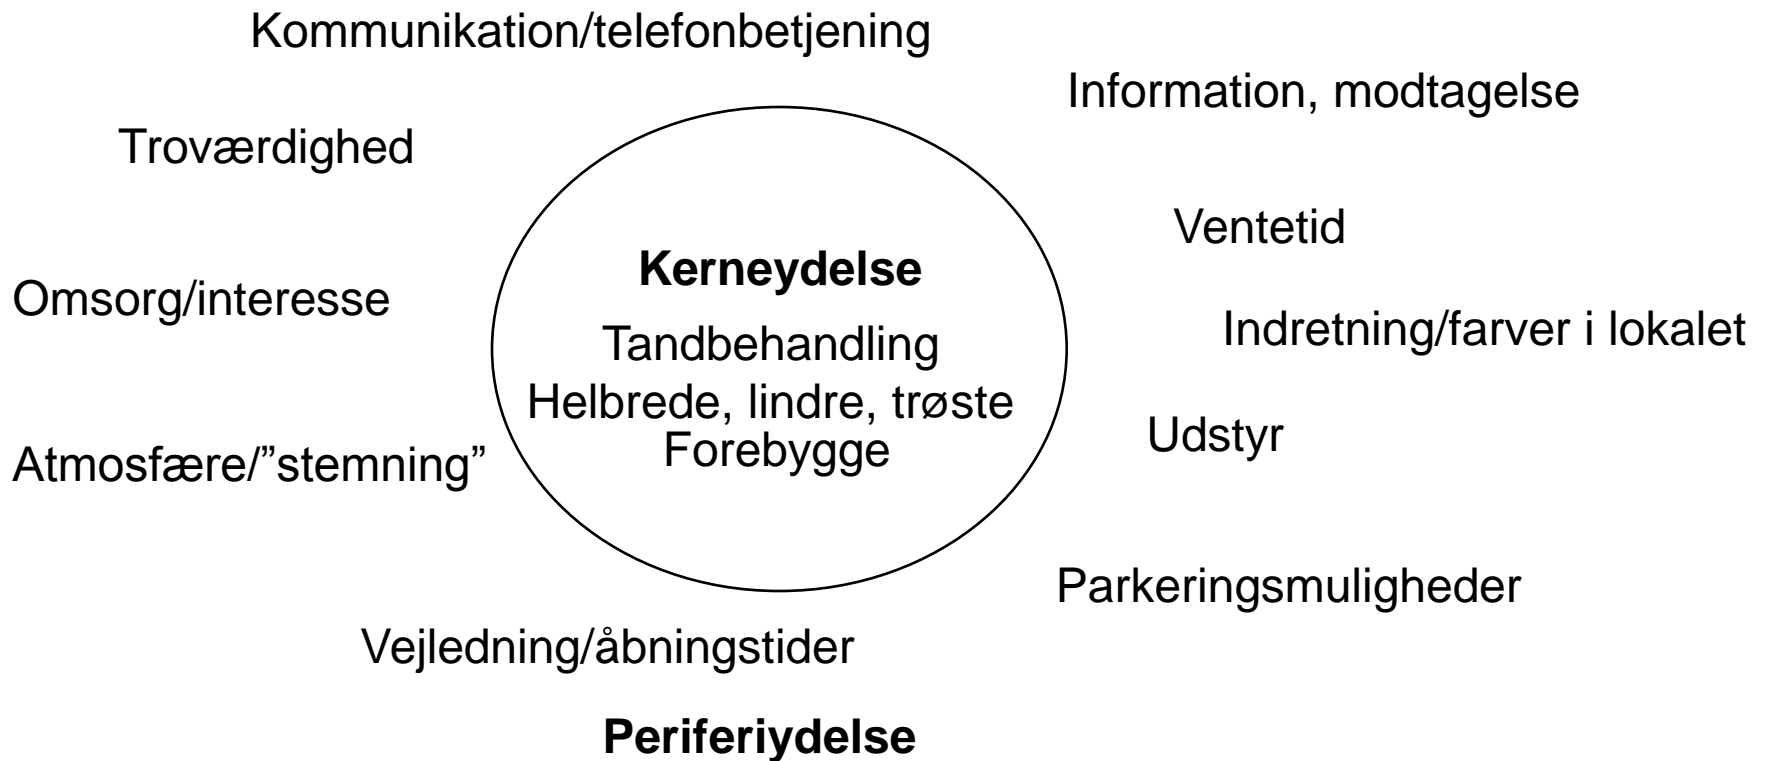 Kommunikation/telefonbetjening
Information, modtagelse
Troværdighed
Ventetid
Kerneydelse
Omsorg/interesse
Indretning/farver i lokalet
Tandbehandling
Helbrede, lindre, trøste
Forebygge
Udstyr
Atmosfære/”stemning”
Parkeringsmuligheder
Vejledning/åbningstider
Periferiydelse